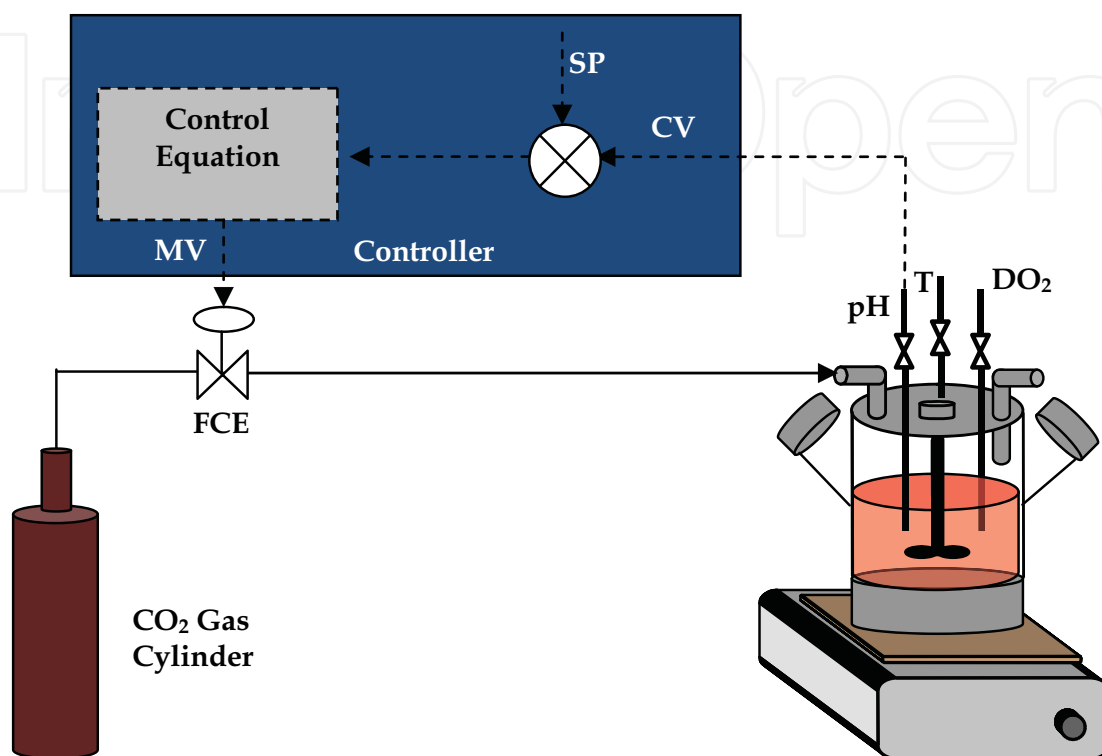 SP
CV
Control
Equation
MV
Controller
T
DO₂
pH
FCE
CO₂ Gas
Cylinder